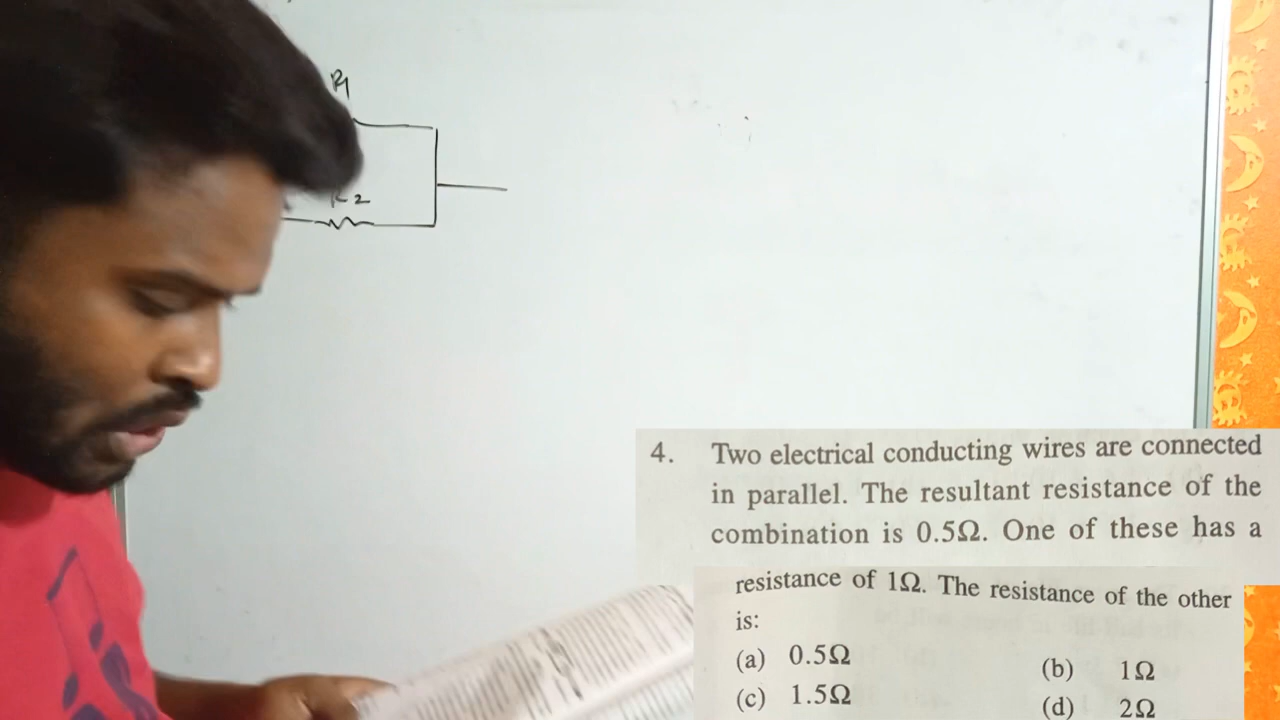 R1
R2
4. Two electrical conducting wires are connected
in parallel. The resultant resistance of the
combination is 0.5Ω. One of these has a
resistance of 1Ω. The resistance of the other
is:
(a) 0.5Ω (b) 1Ω
(c) 1.5Ω (d) 2Ω